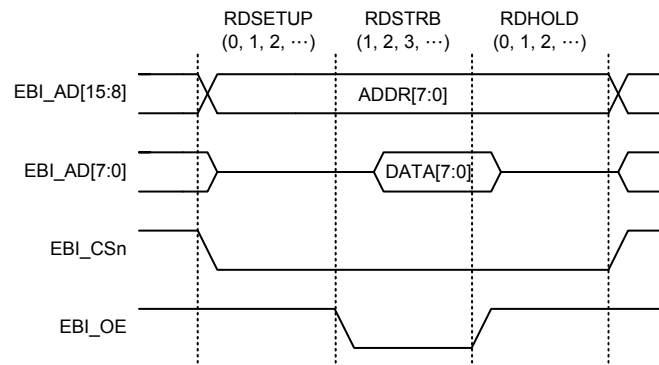 RDSETUP RDSTRB RDHOLD
(0, 1, 2, ⋯) (1, 2, 3, ⋯) (0, 1, 2, ⋯)
EBI_AD[15:8] ADDR[7:0]
EBI_AD[7:0] DATA[7:0]
EBI_CSn
EBI_OE